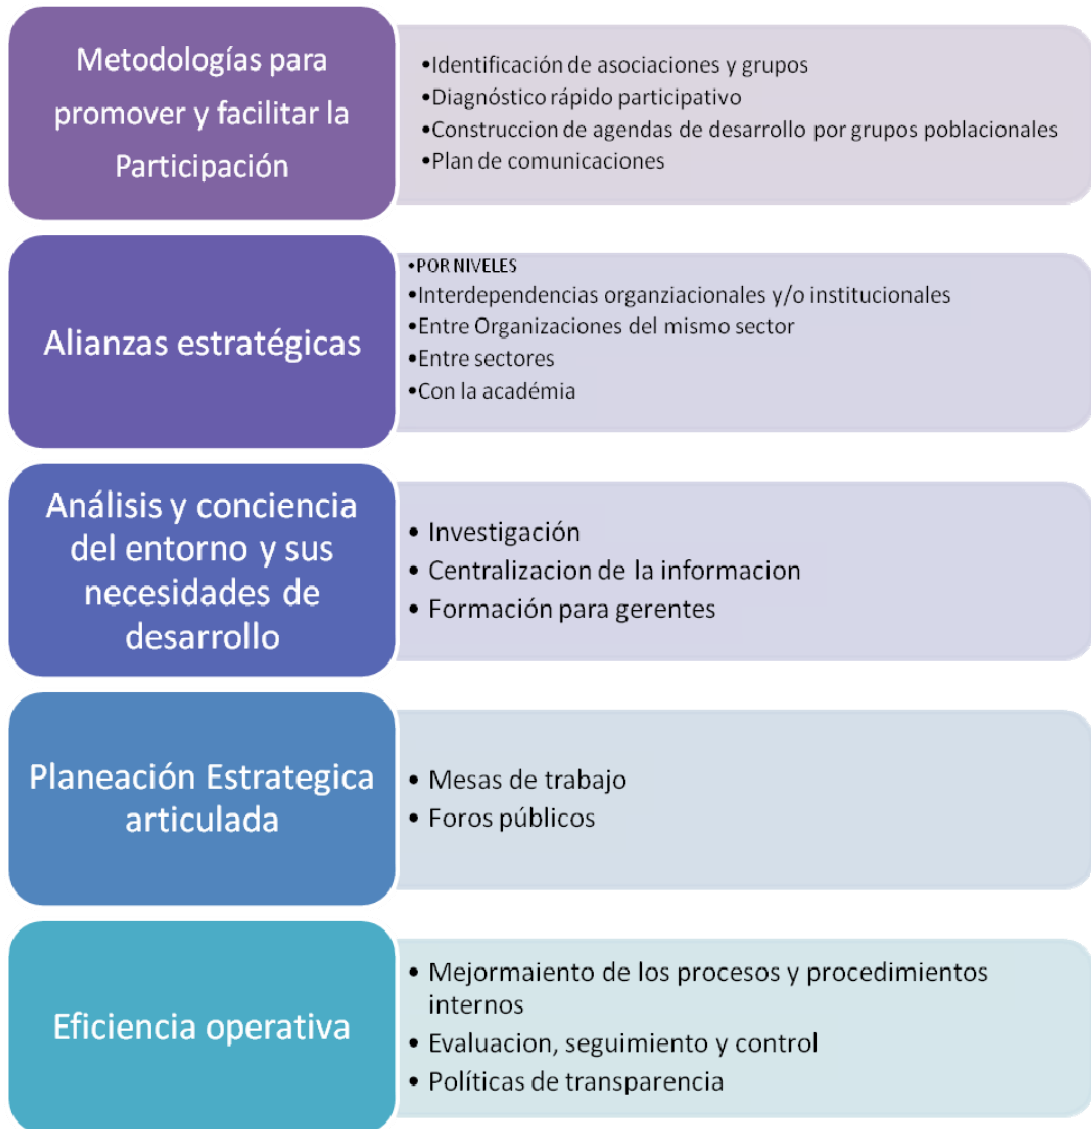 Metodologías para
promover y facilitar la
Participación
•Identificación de asociaciones y grupos
•Diagnóstico rápido participativo
•Construccion de agendas de desarrollo por grupos poblacionales
•Plan de comunicaciones
Alianzas estratégicas
•POR NIVELES
•Interdependencias organziacionales y/o institucionales
•Entre Organizaciones del mismo sector
•Entre sectores
•Con la académia
Análisis y conciencia
del entorno y sus
necesidades de
desarrollo
• Investigación
• Centralizacion de la informacion
• Formación para gerentes
Planeación Estrategica
articulada
• Mesas de trabajo
• Foros públicos
Eficiencia operativa
• Mejormaiento de los procesos y procedimientos
internos
• Evaluacion, seguimiento y control
• Políticas de transparencia